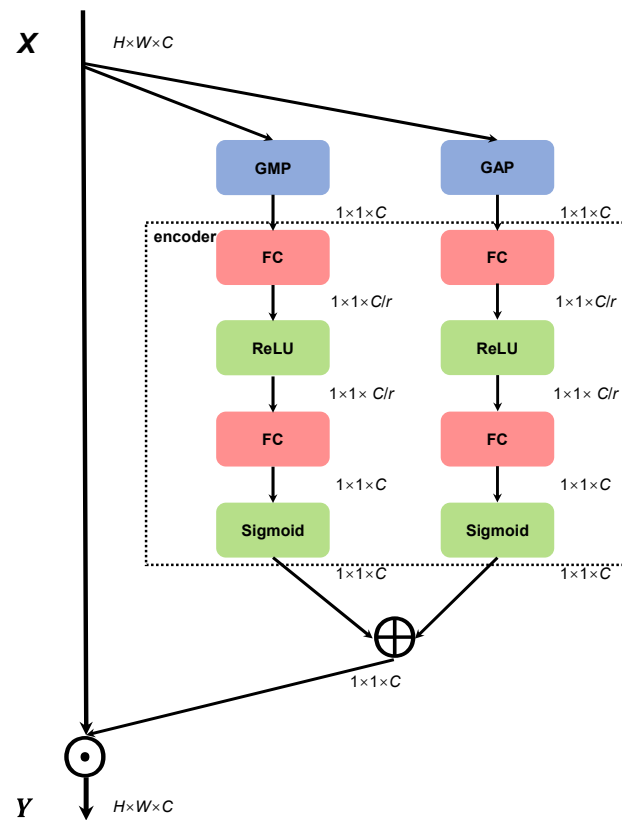 X
H×W×C
GMP
GAP
1×1×C
1×1×C
encoder
FC
FC
1×1×C/r
1×1×C/r
ReLU
ReLU
1×1× C/r
1×1× C/r
FC
FC
1×1×C
1×1×C
Sigmoid
Sigmoid
1×1×C
1×1×C
1×1×C
Y
H×W×C